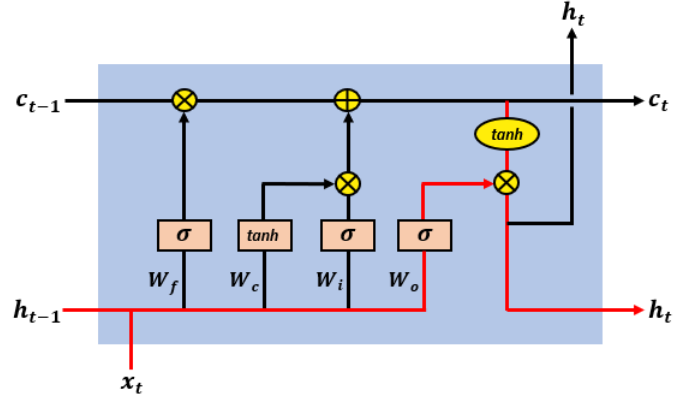 h_t
c_{t-1}
c_t
tanh
σ tanh σ σ
W_f W_c W_i W_o
h_{t-1}
h_t
x_t